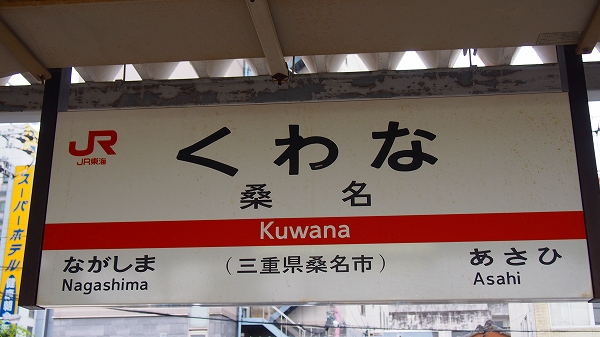 JR
JR東海
くわな
桑名
Kuwana
ながしま
Nagashima
(三重県桑名市)
あさひ
Asahi
スーパーホテル